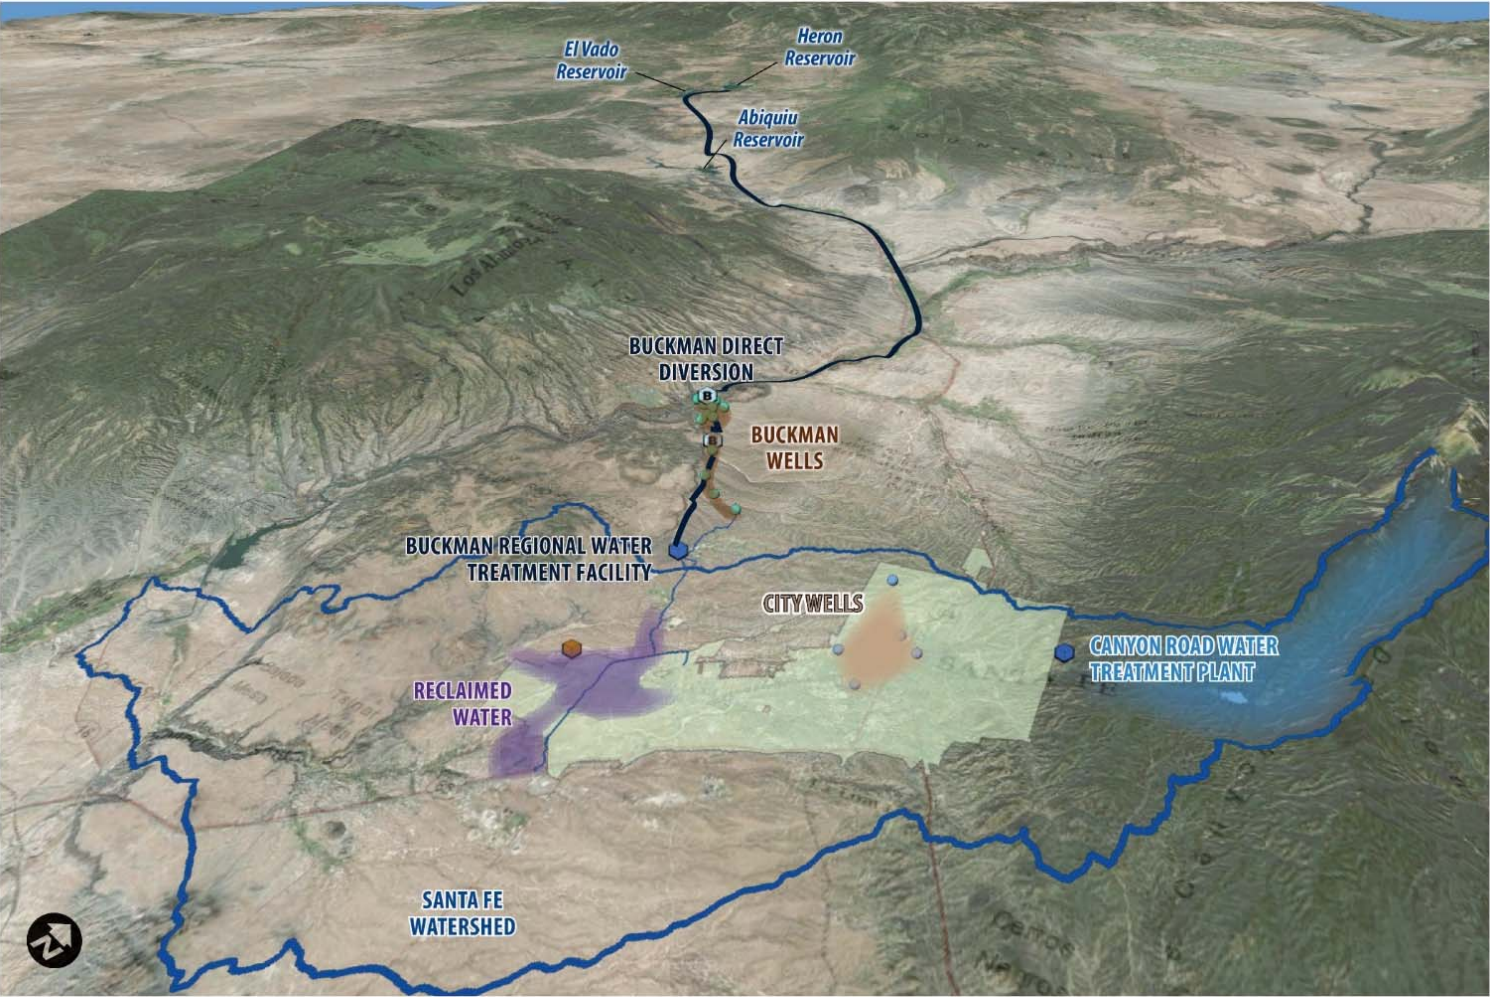 El Vado
Reservoir
Heron
Reservoir
Abiquiu
Reservoir
Los Alamos
BUCKMAN DIRECT
DIVERSION
B
BUCKMAN
WELLS
B
BUCKMAN REGIONAL WATER
TREATMENT FACILITY
CITY WELLS
CANYON ROAD WATER
TREATMENT PLANT
RECLAIMED
WATER
SANTA FE
WATERSHED
N